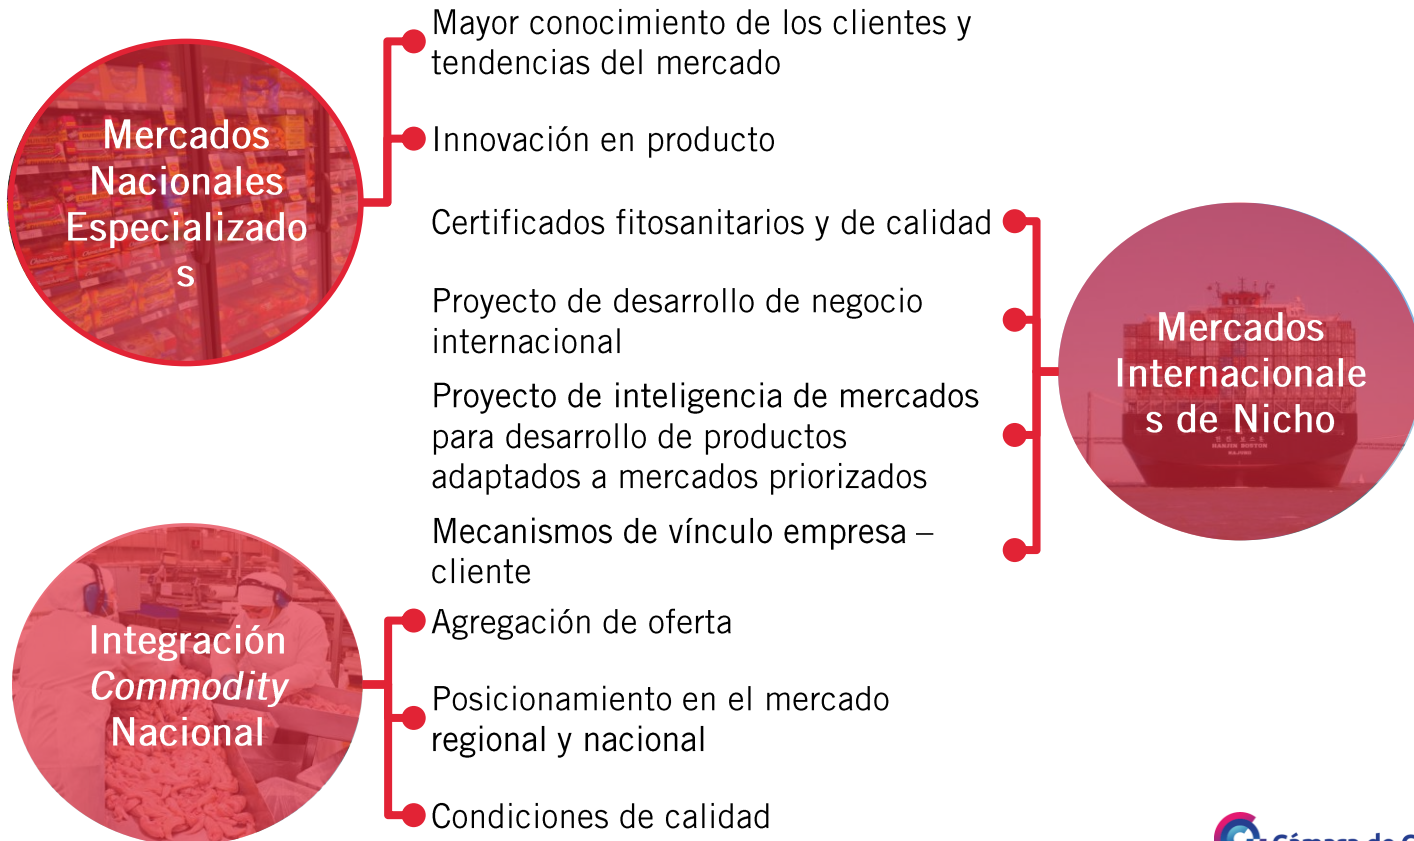 Mayor conocimiento de los clientes y
tendencias del mercado
Mercados
Nacionales
Especializado
s
Innovación en producto
Certificados fitosanitarios y de calidad
Proyecto de desarrollo de negocio
internacional
Mercados
Internacionale
s de Nicho
Proyecto de inteligencia de mercados
para desarrollo de productos
adaptados a mercados priorizados
Mecanismos de vínculo empresa –
cliente
Integración
Commodity
Nacional
Agregación de oferta
Posicionamiento en el mercado
regional y nacional
Condiciones de calidad
Cámara de